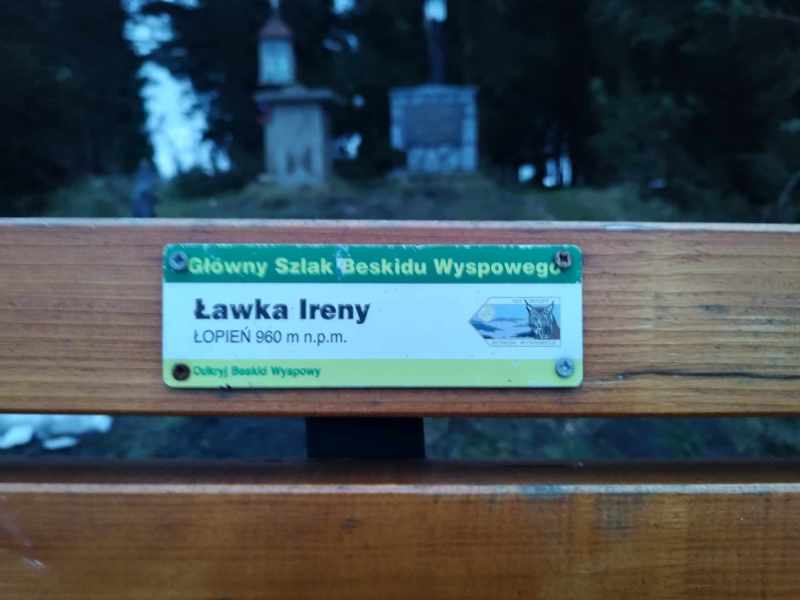 Główny Szlak Beskidu Wyspowego
Ławka Ireny
ŁOPIEŃ 960 m n.p.m.
Odkryj Beskid Wyspowy